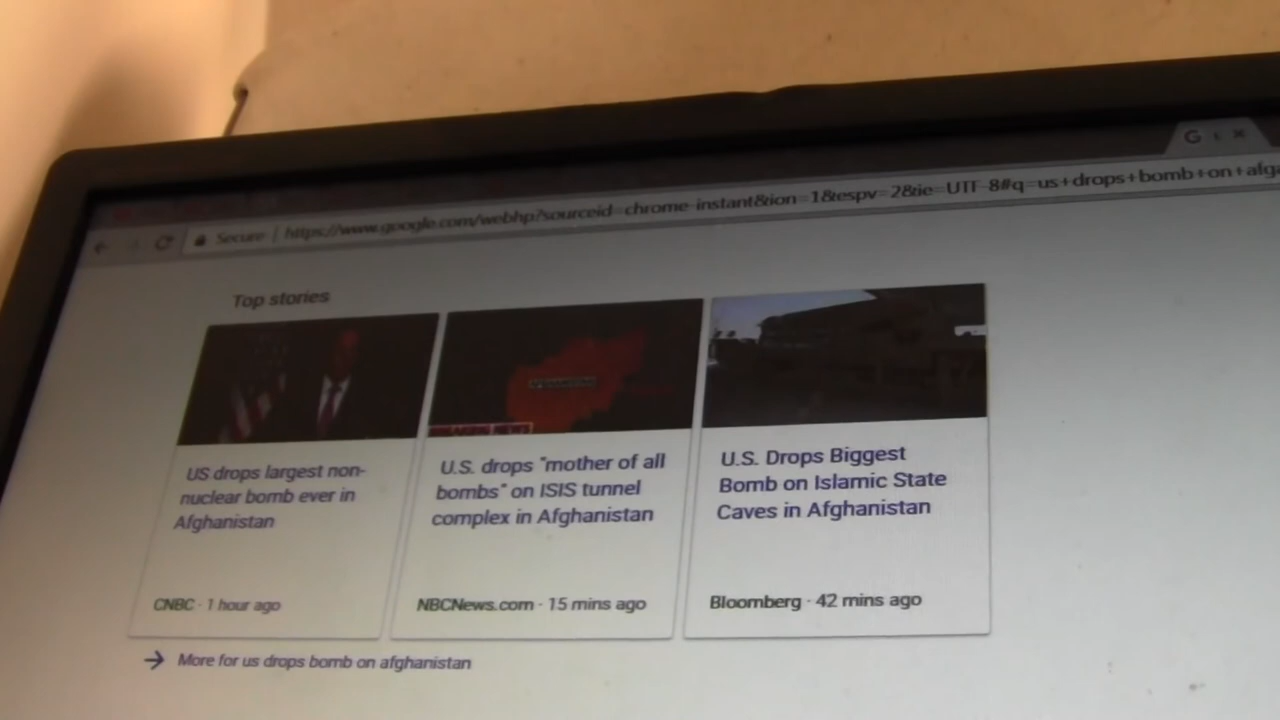 G
Secure | https://www.google.com/webhp?sourceid=chrome-instant&ion=1&espv=2&ie=UTF-8#q=us+drops+bomb+on+afg
Top stories
AFGHANISTAN
BREAKING NEWS
US drops largest non-
nuclear bomb ever in
Afghanistan
CNBC · 1 hour ago
U.S. drops "mother of all
bombs" on ISIS tunnel
complex in Afghanistan
NBCNews.com · 15 mins ago
U.S. Drops Biggest
Bomb on Islamic State
Caves in Afghanistan
Bloomberg · 42 mins ago
More for us drops bomb on afghanistan